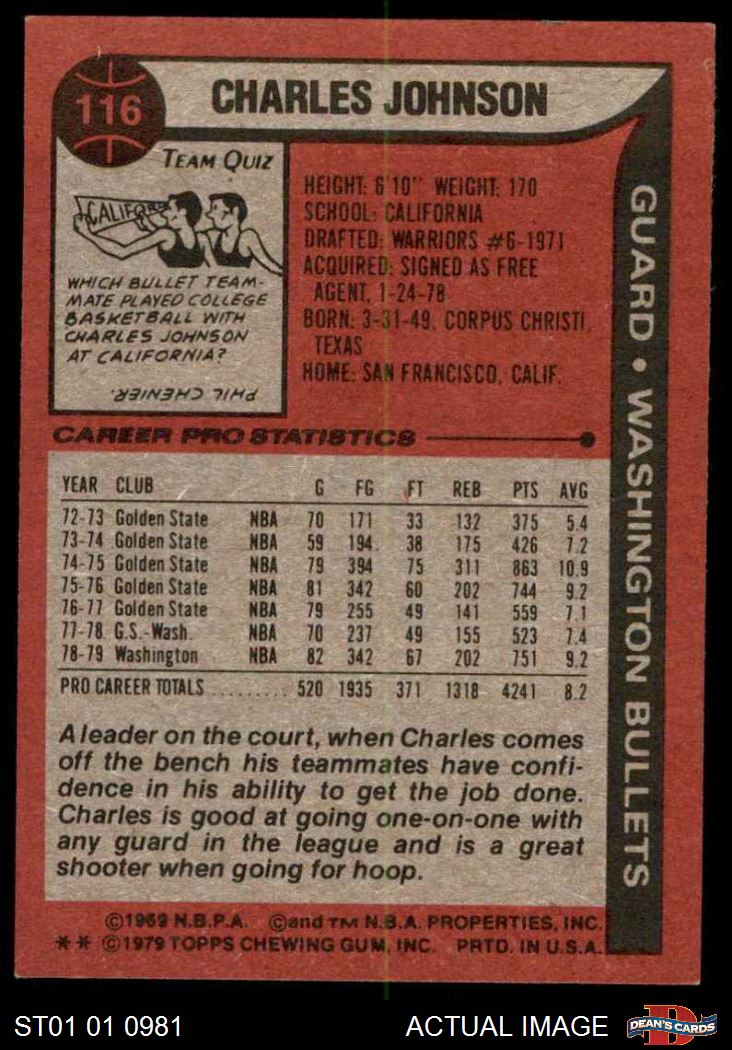 116
CHARLES JOHNSON
TEAM QUIZ
CALIFOR
WHICH BULLET TEAM-
MATE PLAYED COLLEGE
BASKETBALL WITH
CHARLES JOHNSON
AT CALIFORNIA?
PHIL CHENIER.
HEIGHT: 6'10" WEIGHT: 170
SCHOOL: CALIFORNIA
DRAFTED: WARRIORS #6-1971
ACQUIRED: SIGNED AS FREE
AGENT, 1-24-78
BORN: 3-31-49, CORPUS CHRISTI,
TEXAS
HOME: SAN FRANCISCO, CALIF.
GUARD • WASHINGTON BULLETS
CAREER PRO STATISTICS
YEAR CLUB G FG FT REB PTS AVG
72-73 Golden State NBA 70 171 33 132 375 5.4
73-74 Golden State NBA 59 194 38 175 426 7.2
74-75 Golden State NBA 79 394 75 311 863 10.9
75-76 Golden State NBA 81 342 60 202 744 9.2
76-77 Golden State NBA 79 255 49 141 559 7.1
77-78 G.S.-Wash. NBA 70 237 49 155 523 7.4
78-79 Washington NBA 82 342 67 202 751 9.2
PRO CAREER TOTALS ......... 520 1935 371 1318 4241 8.2
A leader on the court, when Charles comes
off the bench his teammates have confi-
dence in his ability to get the job done.
Charles is good at going one-on-one with
any guard in the league and is a great
shooter when going for hoop.
©1969 N.B.P.A. ©and TM N.B.A. PROPERTIES, INC.
** ©1979 TOPPS CHEWING GUM, INC. PRTD. IN U.S.A.
ST01 01 0981
ACTUAL IMAGE
D
DEAN'S CARDS